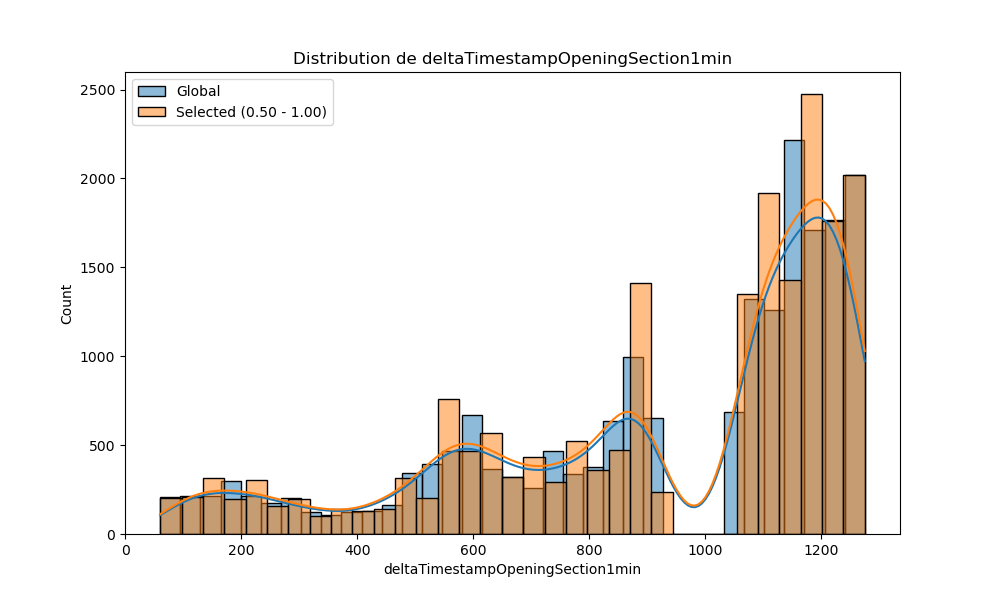 Distribution de deltaTimestampOpeningSection1min
Global
Selected (0.50 - 1.00)
2500
2000
1500
1000
500
0
Count
0 200 400 600 800 1000 1200
deltaTimestampOpeningSection1min